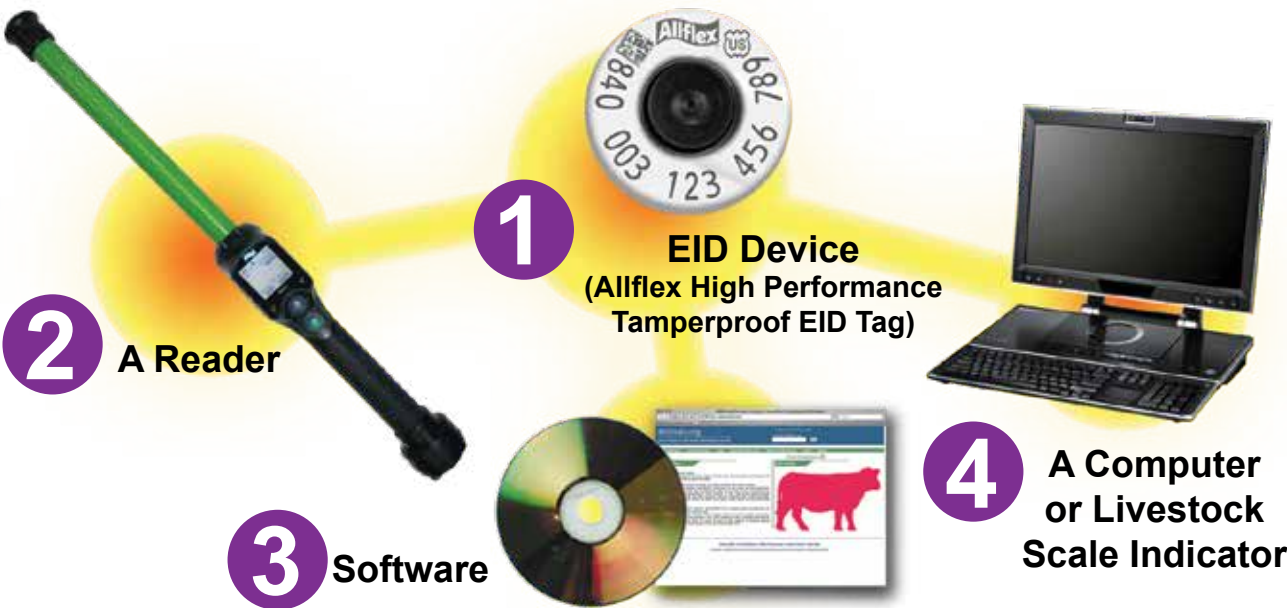 Allflex
US
840
003
123
456
789
1
EID Device
(Allflex High Performance
Tamperproof EID Tag)
2
A Reader
3
Software
4
A Computer
or Livestock
Scale Indicator